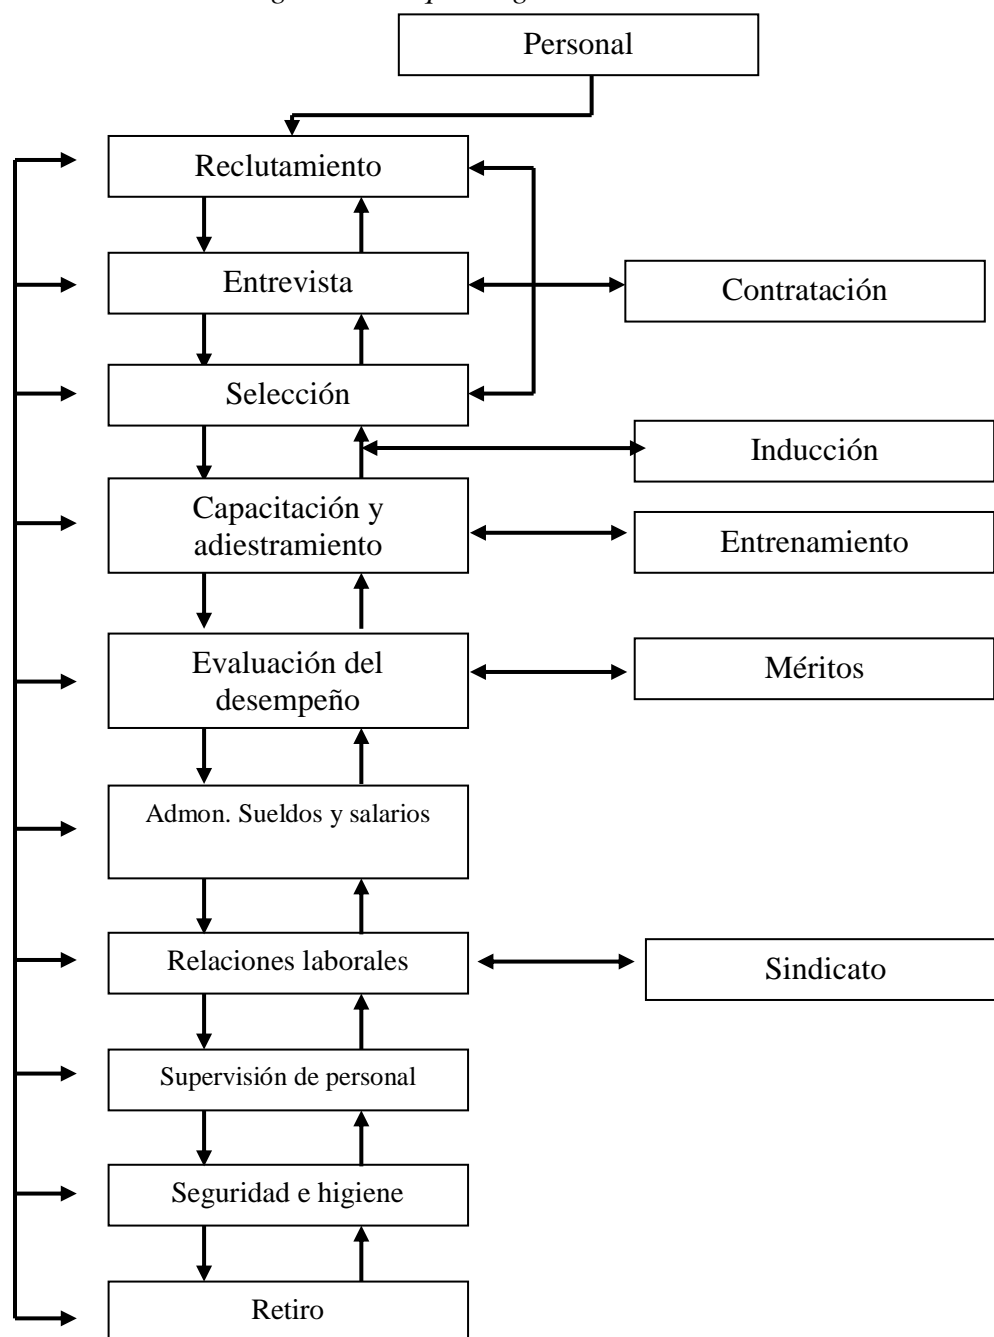 Personal
Reclutamiento
Entrevista
Contratación
Selección
Inducción
Capacitación y
adiestramiento
Entrenamiento
Evaluación del
desempeño
Méritos
Admon. Sueldos y salarios
Relaciones laborales
Sindicato
Supervisión de personal
Seguridad e higiene
Retiro